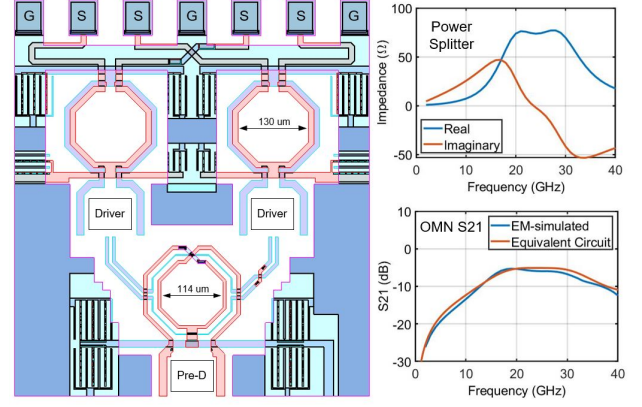 G S S G S S G
130 um
Driver Driver
114 um
Pre-D
100
50
0
-50
Impedance (Ω)
Power
Splitter
Real
Imaginary
0 10 20 30 40
Frequency (GHz)
10
0
-10
-20
-30
S21 (dB)
OMN S21
EM-simulated
Equivalent Circuit
0 10 20 30 40
Frequency (GHz)